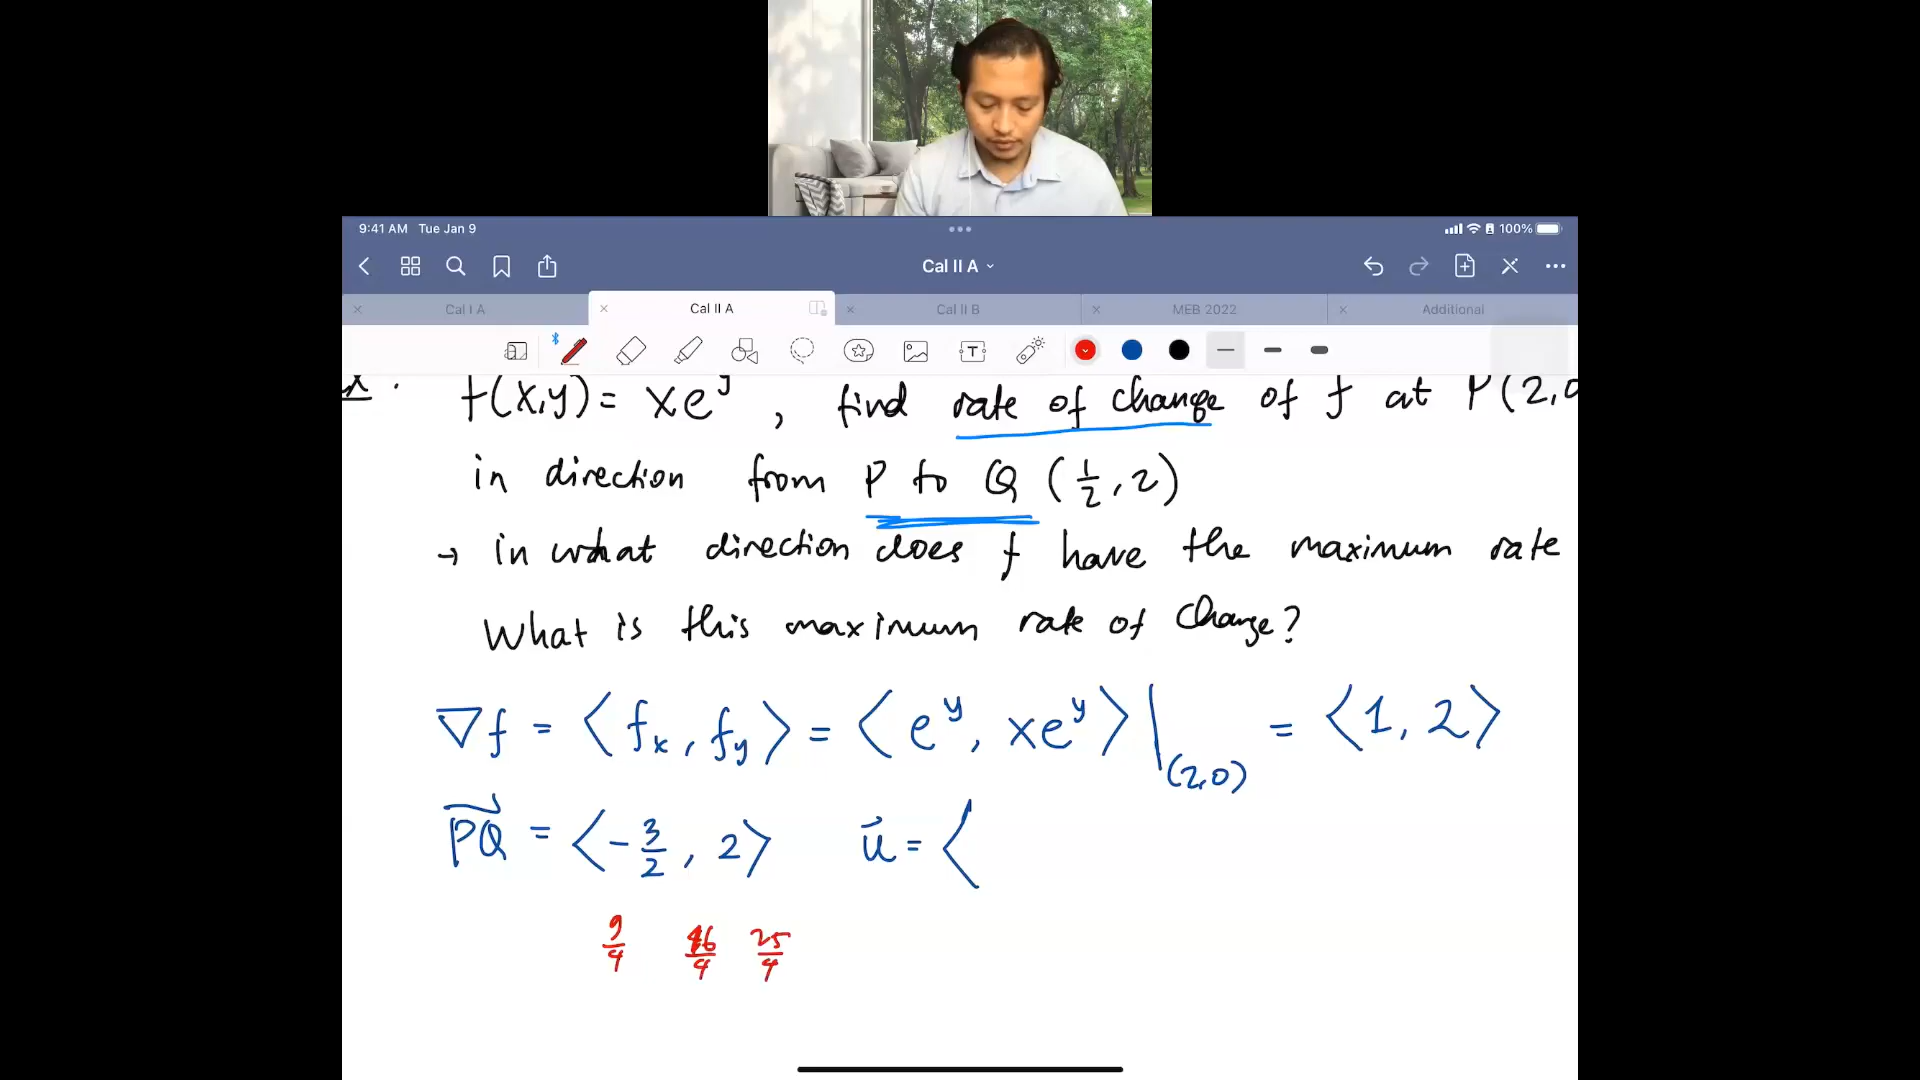 9:41 AM Tue Jan 9 100%
Cal II A
Cal I A Cal II A Cal II B MEB 2022 Additional
T
x. f(x,y) = xe^y , find rate of change of f at P(2,0
in direction from P to Q (1/2, 2)
→ in what direction does f have the maximum rate
What is this maximum rate of change?
∇f = ⟨fx, fy⟩ = ⟨e^y, xe^y⟩|(2,0) = ⟨1, 2⟩
PQ⃗ = ⟨-3/2, 2⟩ u⃗ = ⟨
9/4 16/4 25/4